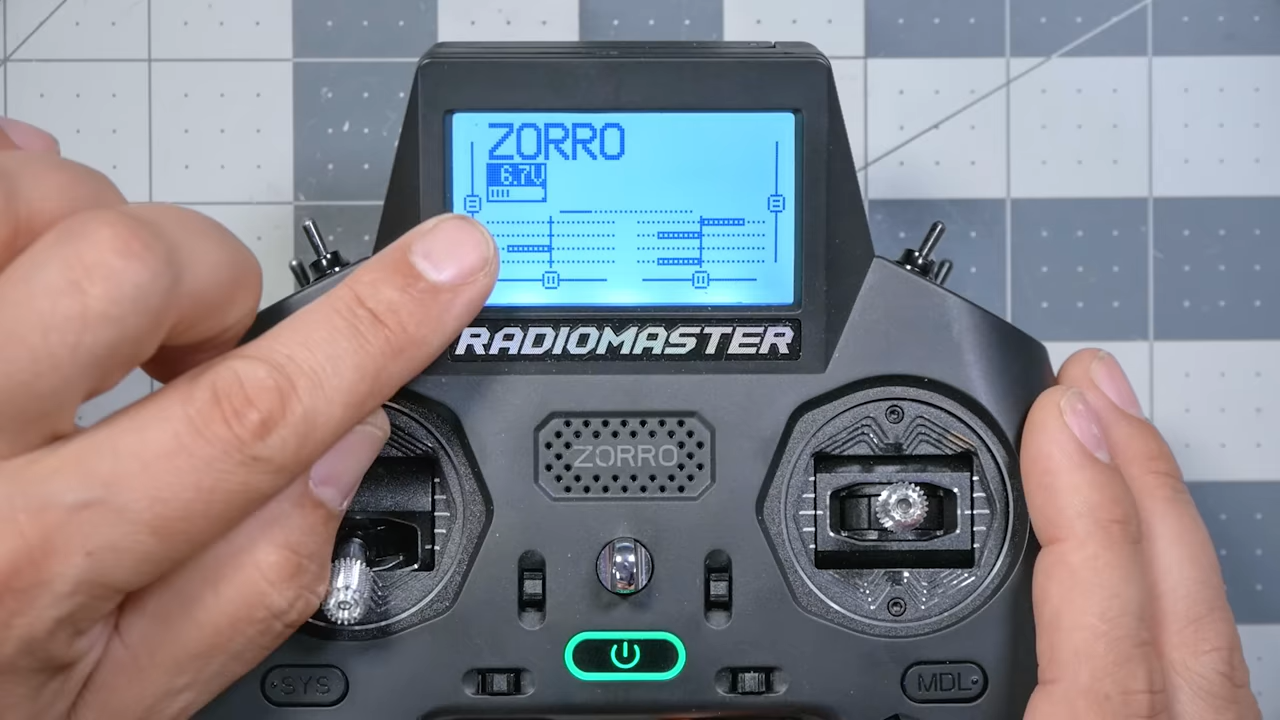 ZORRO
6.7V
RADIOMASTER
ZORRO
SYS
MDL